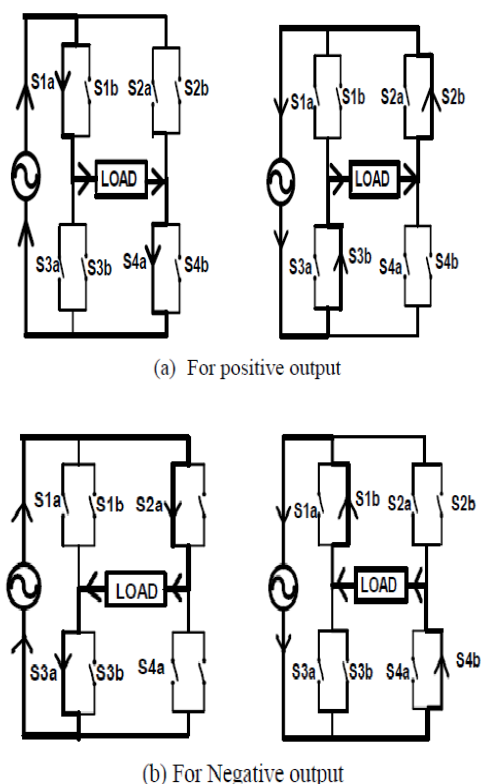 S1a S1b S2a S2b
LOAD
S3a S3b S4a S4b
S1a S1b S2a S2b
LOAD
S3a S3b S4a S4b
(a) For positive output
S1a S1b S2a
LOAD
S3a S3b S4a
S1a S1b S2a S2b
LOAD
S3a S3b S4a S4b
(b) For Negative output